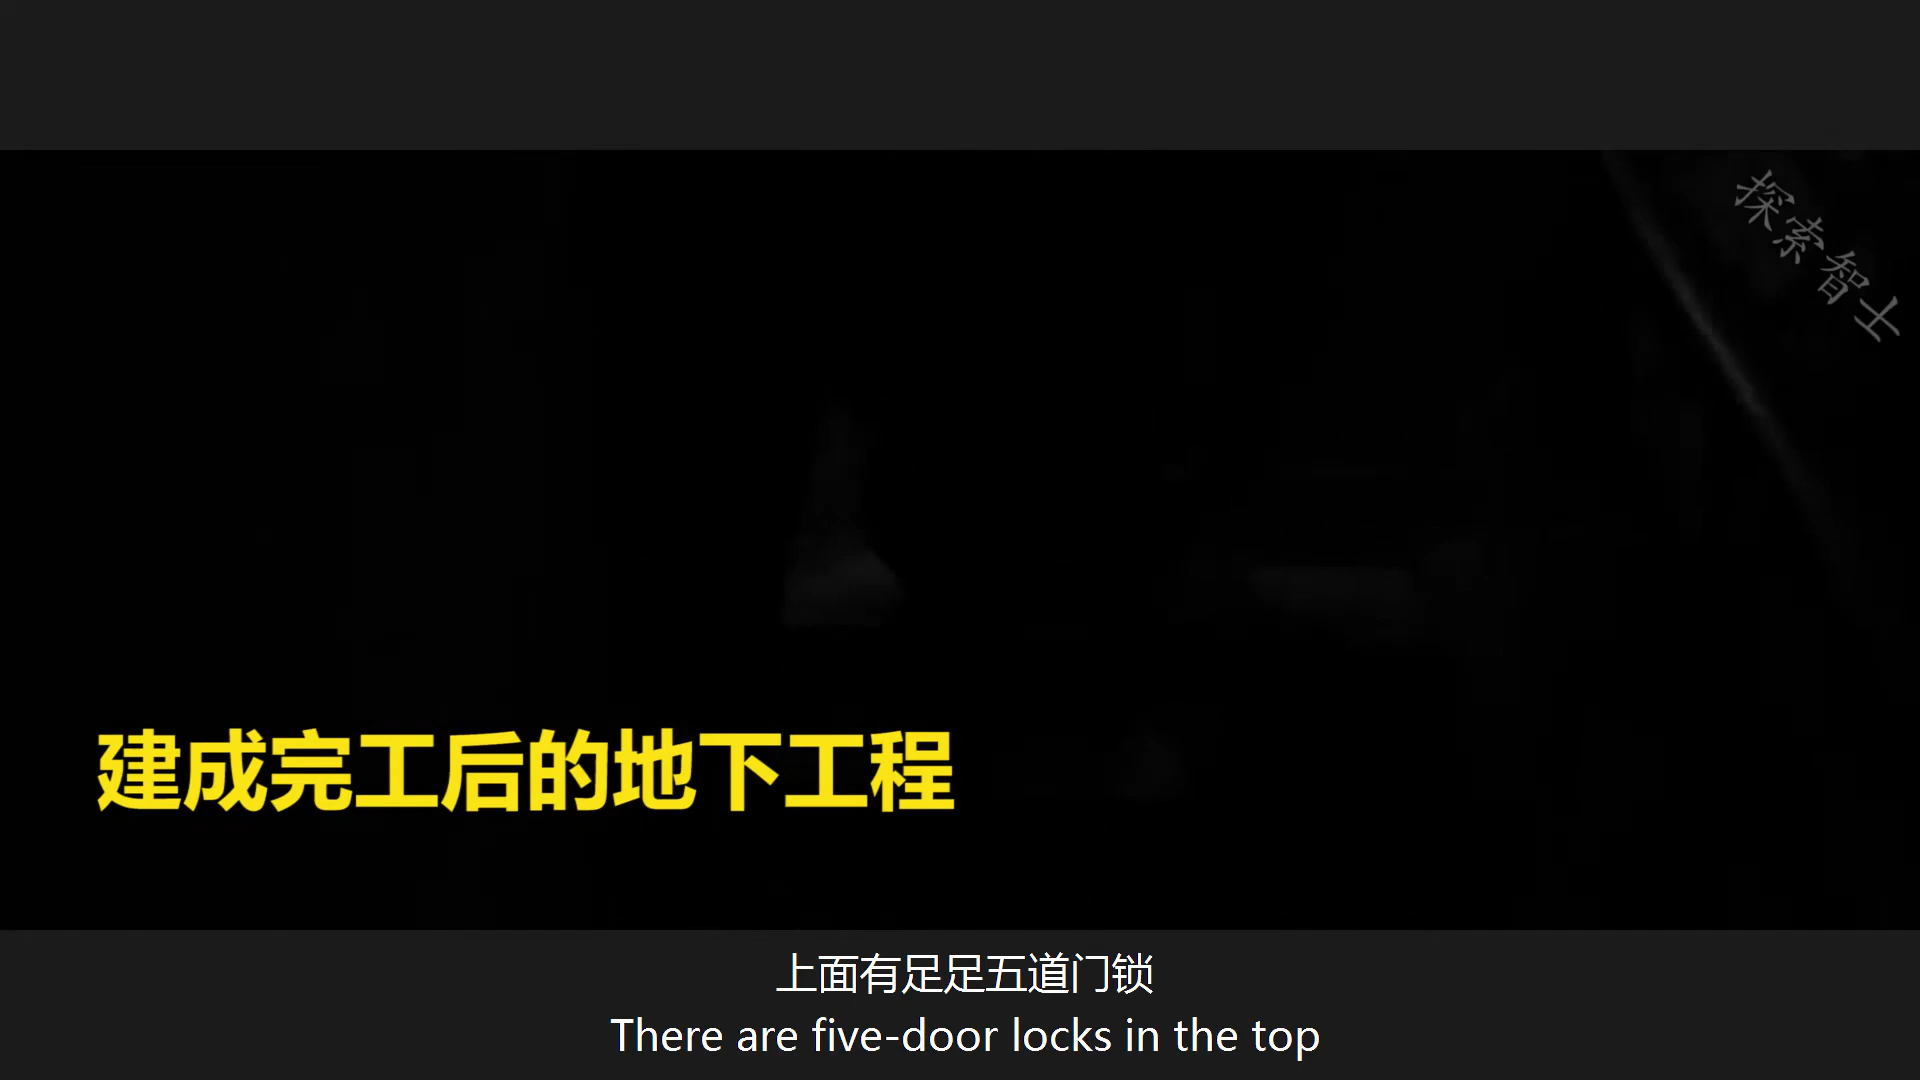 探索智士
建成完工后的地下工程
上面有足足五道门锁
There are five-door locks in the top